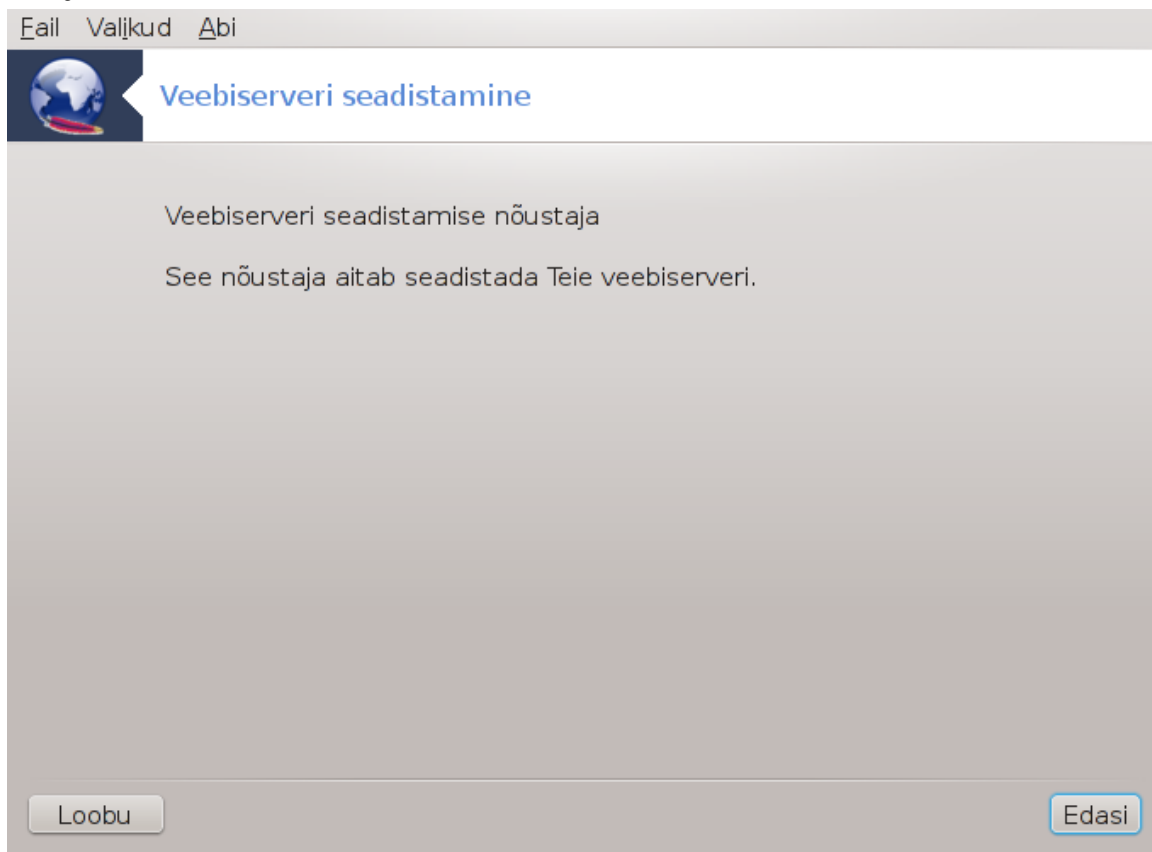 Fail Valikud Abi
Veebiserveri seadistamine
Veebiserveri seadistamise nõustaja
See nõustaja aitab seadistada Teie veebiserveri.
Loobu Edasi